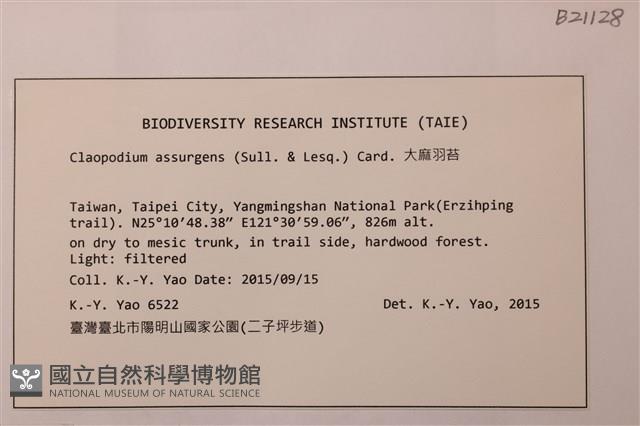 B21128
BIODIVERSITY RESEARCH INSTITUTE (TAIE)
Claopodium assurgens (Sull. & Lesq.) Card. 大麻羽苔
Taiwan, Taipei City, Yangmingshan National Park(Erzihping
trail). N25°10’48.38” E121°30’59.06”, 826m alt.
on dry to mesic trunk, in trail side, hardwood forest.
Light: filtered
Coll. K.-Y. Yao Date: 2015/09/15
K.-Y. Yao 6522 Det. K.-Y. Yao, 2015
臺灣臺北市陽明山國家公園(二子坪步道)
國立自然科學博物館
NATIONAL MUSEUM OF NATURAL SCIENCE